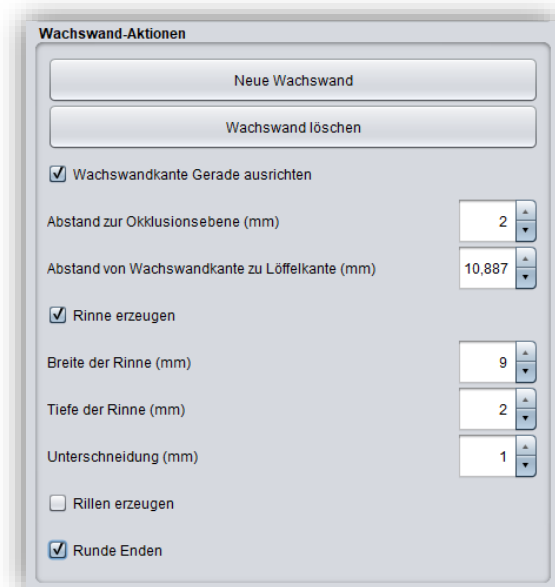 Wachswand-Aktionen
Neue Wachswand
Wachswand löschen
Wachswandkante Gerade ausrichten
Abstand zur Okklusionsebene (mm) 2
Abstand von Wachswandkante zu Löffelkante (mm) 10,887
Rinne erzeugen
Breite der Rinne (mm) 9
Tiefe der Rinne (mm) 2
Unterschneidung (mm) 1
Rillen erzeugen
Runde Enden